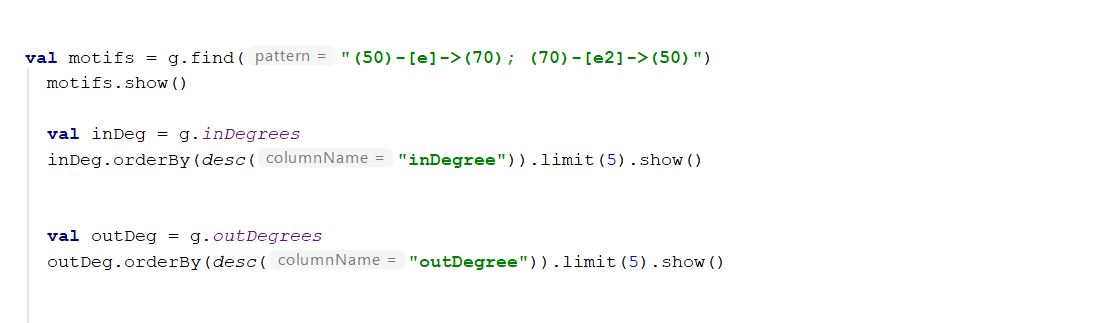 val motifs = g.find( pattern = "(50)-[e]->(70); (70)-[e2]->(50)")
motifs.show()
val inDeg = g.inDegrees
inDeg.orderBy(desc( columnName = "inDegree")).limit(5).show()
val outDeg = g.outDegrees
outDeg.orderBy(desc( columnName = "outDegree")).limit(5).show()